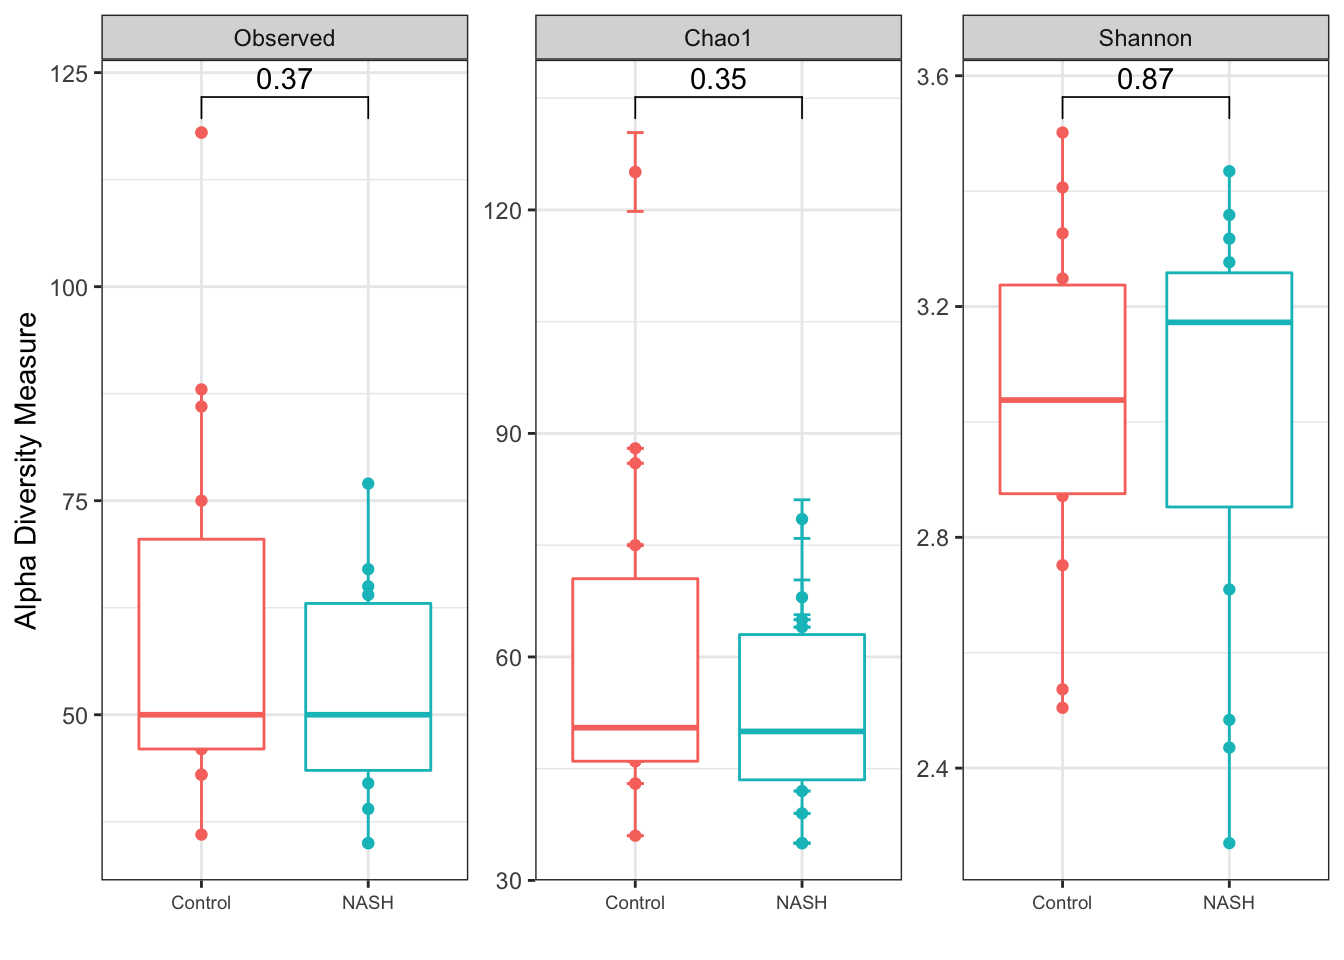 Observed
Chao1
Shannon
0.37
0.35
0.87
125
100
75
50
120
90
60
30
3.6
3.2
2.8
2.4
Alpha Diversity Measure
Control
NASH
Control
NASH
Control
NASH